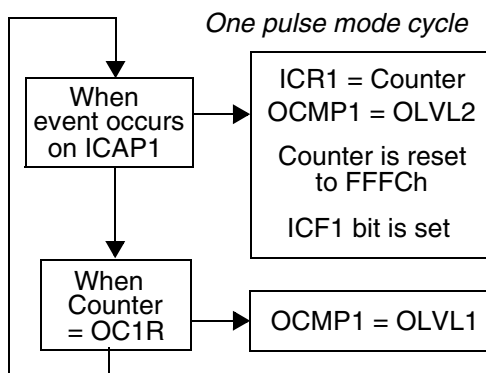 One pulse mode cycle
When
event occurs
on ICAP1
ICR1 = Counter
OCMP1 = OLVL2
Counter is reset
to FFFCh
ICF1 bit is set
When
Counter
= OC1R
OCMP1 = OLVL1